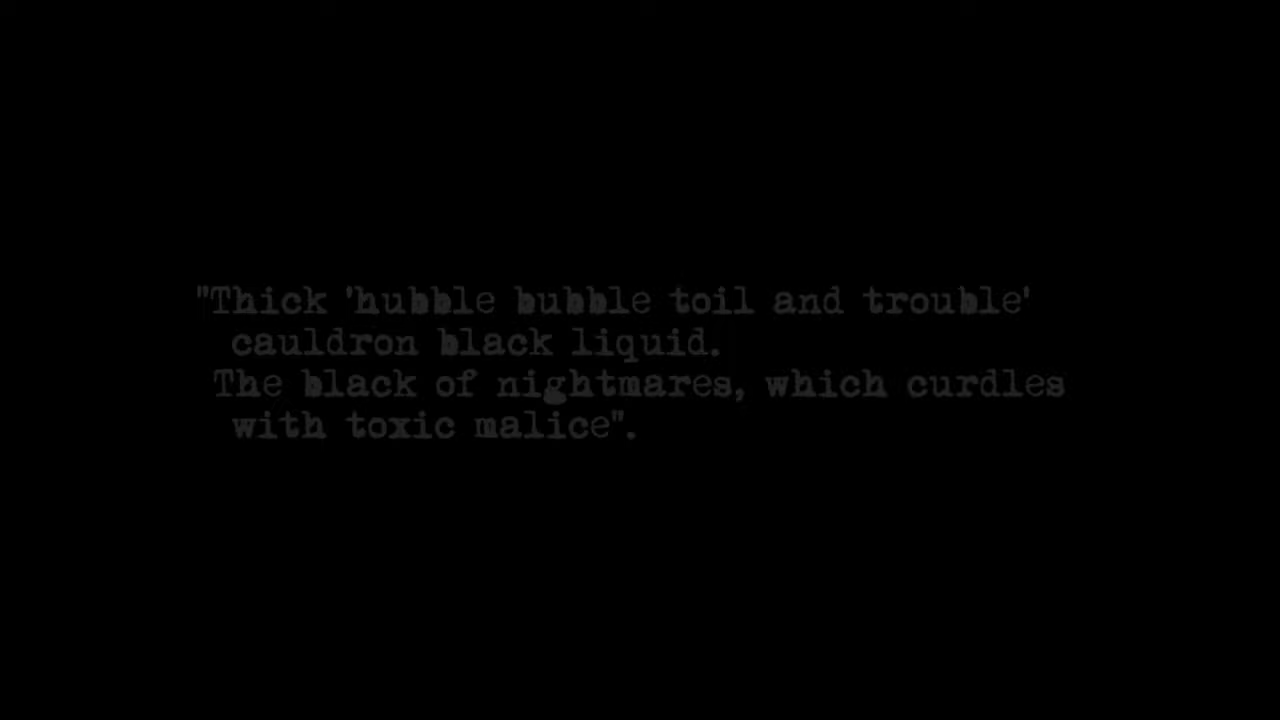 "Thick 'hubble bubble toil and trouble'
cauldron black liquid.
The black of nightmares, which curdles
with toxic malice".